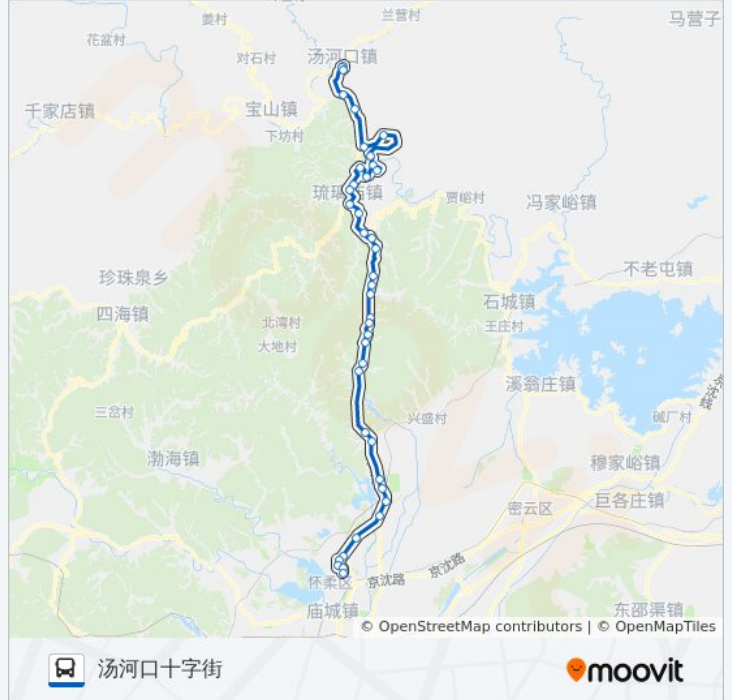 姜村
兰营村
马营子
花盆村
对石村
汤河口镇
千家店镇
宝山镇
下坊村
琉璃庙镇
贾峪村
冯家峪镇
珍珠泉乡
不老屯镇
四海镇
石城镇
北湾村
王庄村
大地村
溪翁庄镇
京沈线
三岔村
兴盛村
碱厂村
渤海镇
穆家峪镇
密云区
巨各庄镇
怀柔区
京沈路
京沈路
庙城镇
东邵渠镇
© OpenStreetMap contributors | © OpenMapTiles
汤河口十字街
moovit